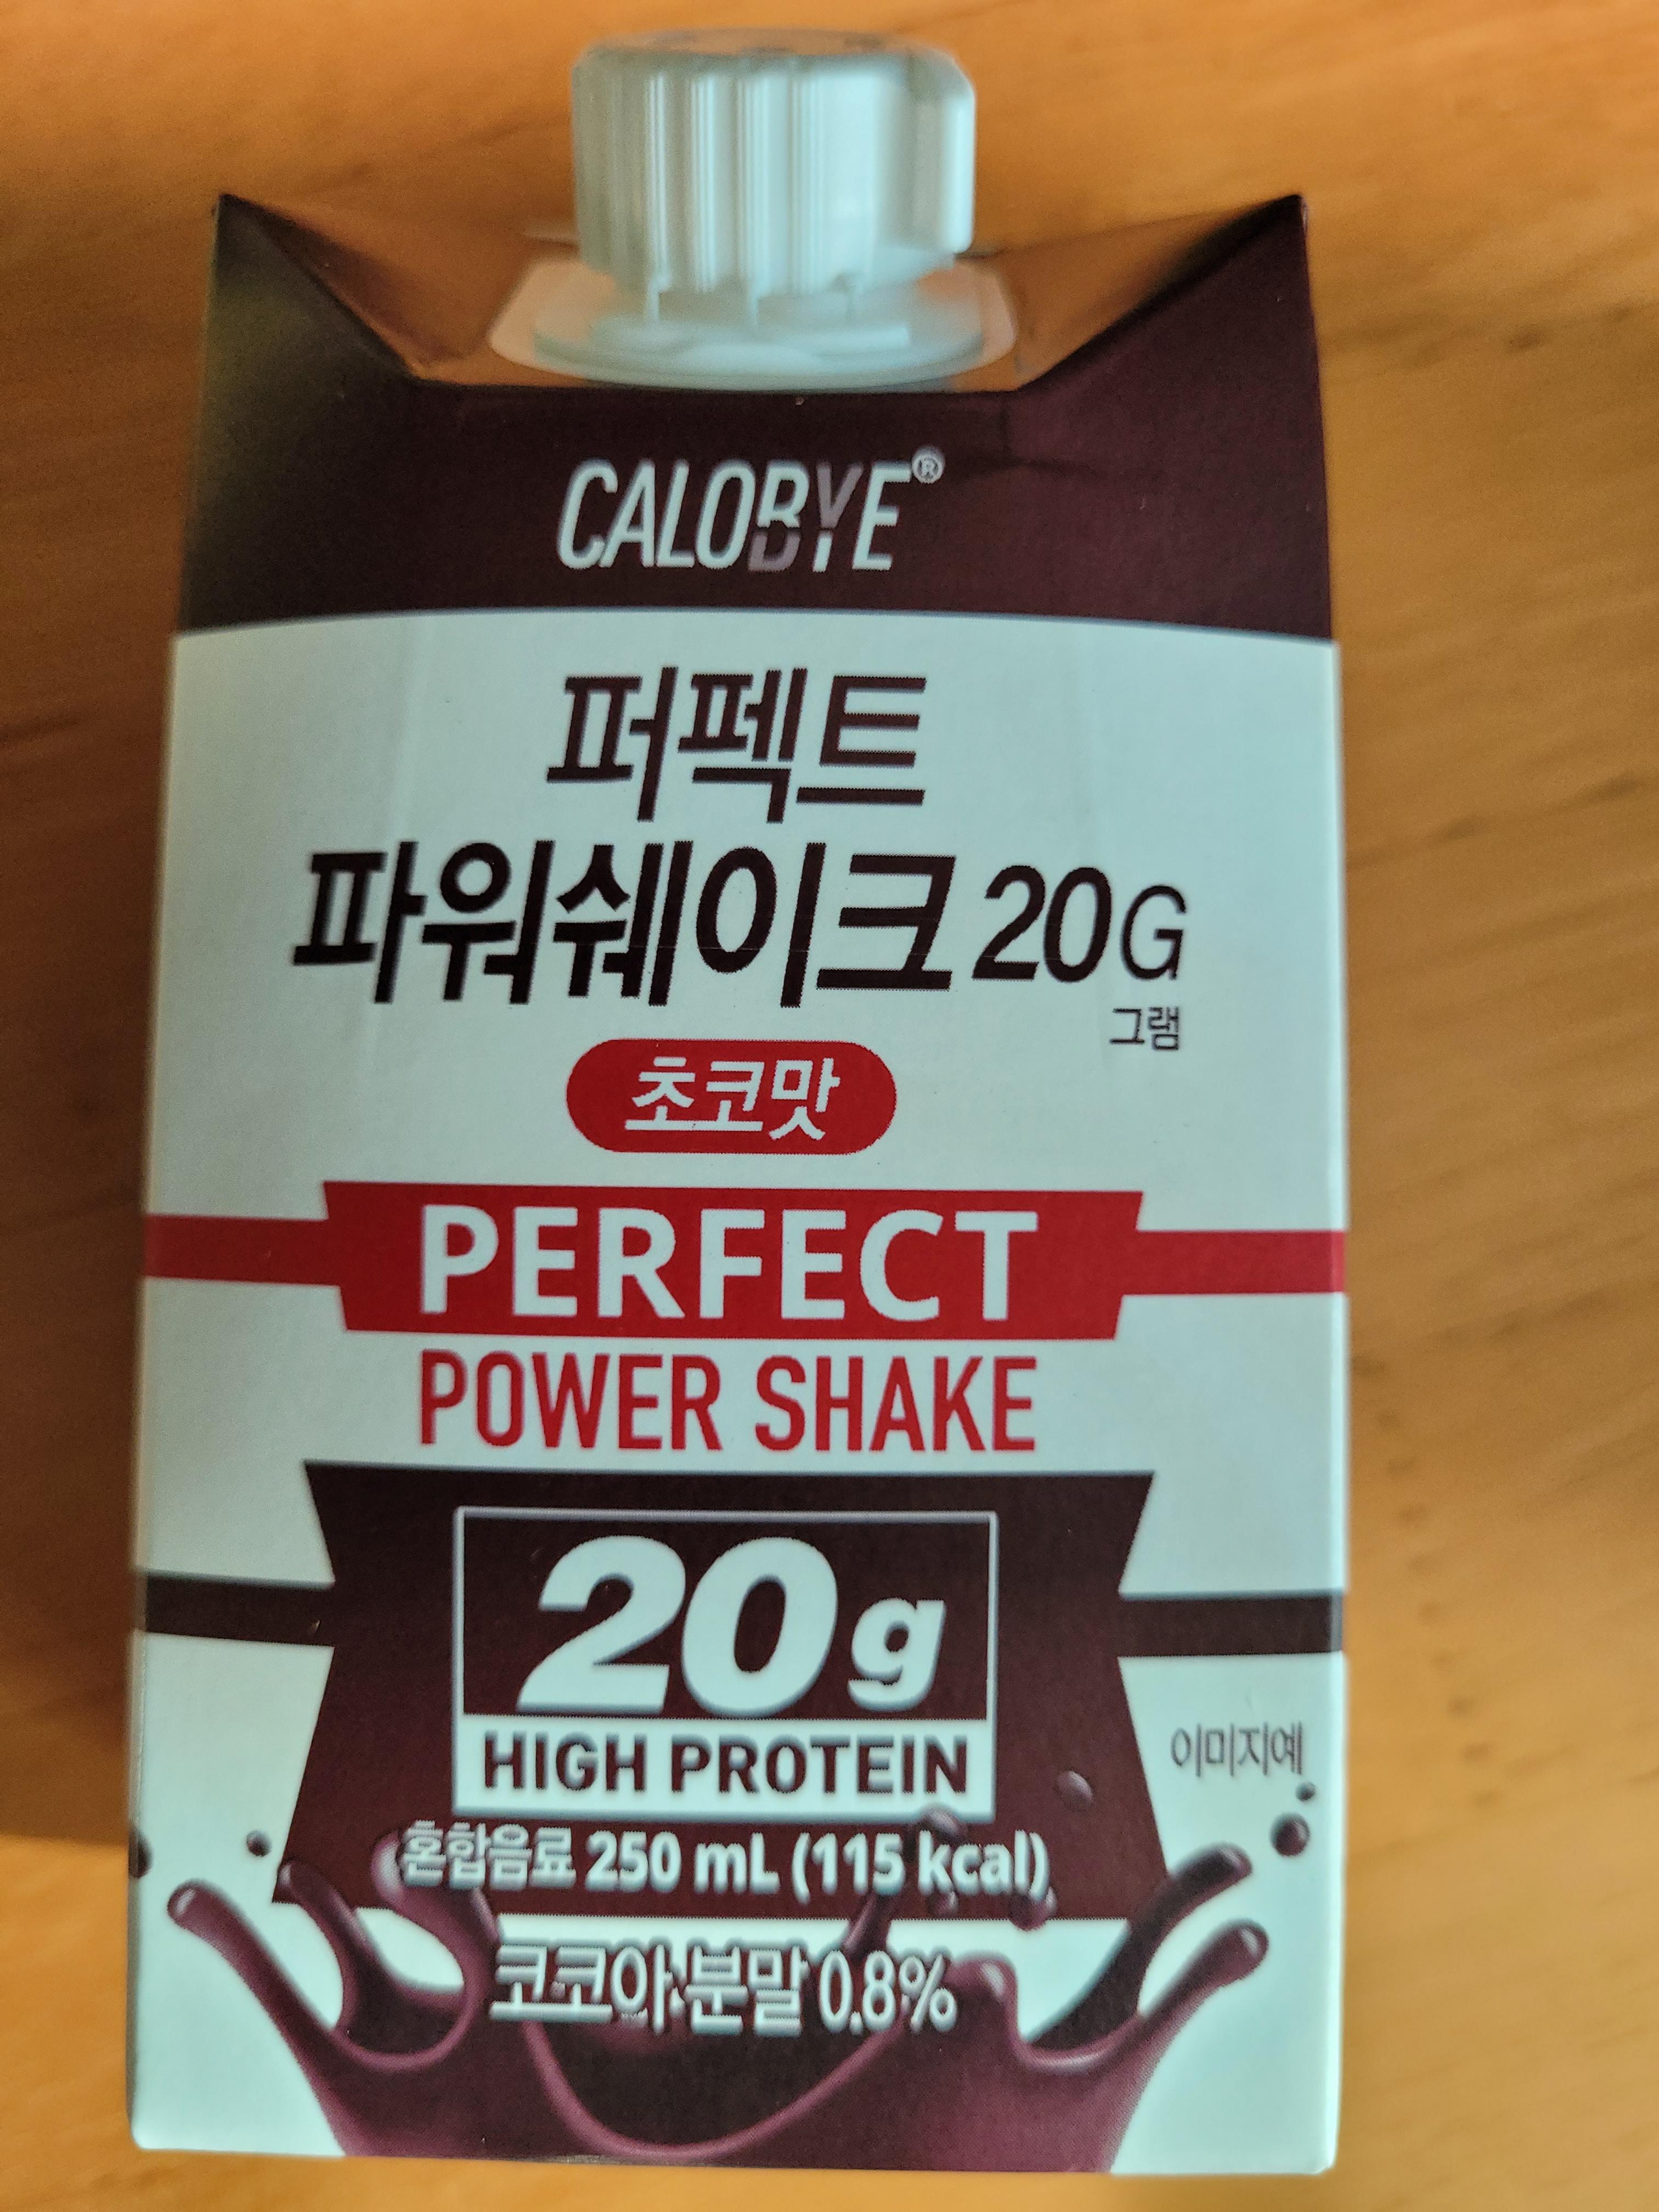 CALOBYE®
퍼펙트
파워쉐이크 20G
그램
초코맛
PERFECT
POWER SHAKE
20g
HIGH PROTEIN
이미지예
혼합음료 250 mL (115 kcal)
코코아분말 0.8%